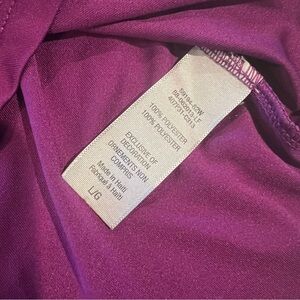 100% POLYESTER
100% POLYESTER
EXCLUSIVE OF
DECORATION
ORNEMENTS NON
COMPRIS
Made in Haiti
Fabriqué à Haïti
L/G